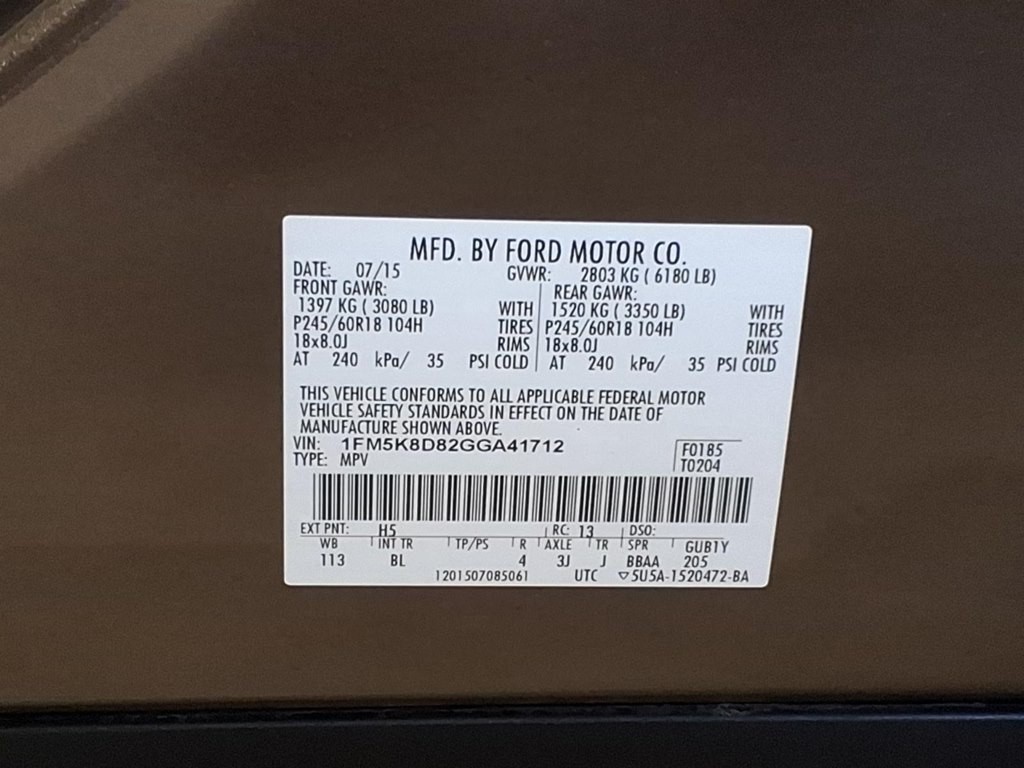 MFD. BY FORD MOTOR CO.
DATE: 07/15 GVWR: 2803 KG ( 6180 LB)
FRONT GAWR: REAR GAWR:
1397 KG ( 3080 LB) WITH 1520 KG ( 3350 LB) WITH
P245/60R18 104H TIRES P245/60R18 104H TIRES
18x8.0J RIMS 18x8.0J RIMS
AT 240 kPa/ 35 PSI COLD AT 240 kPa/ 35 PSI COLD
THIS VEHICLE CONFORMS TO ALL APPLICABLE FEDERAL MOTOR
VEHICLE SAFETY STANDARDS IN EFFECT ON THE DATE OF
MANUFACTURE SHOWN ABOVE.
VIN: 1FM5K8D82GGA41712 F0185
TYPE: MPV T0204
EXT PNT: H5 RC: 13 DSO:
WB INT TR TP/PS R AXLE TR SPR GUB1Y
113 BL 4 3J J BBAA 205
1201507085061 UTC ▽5U5A-1520472-BA